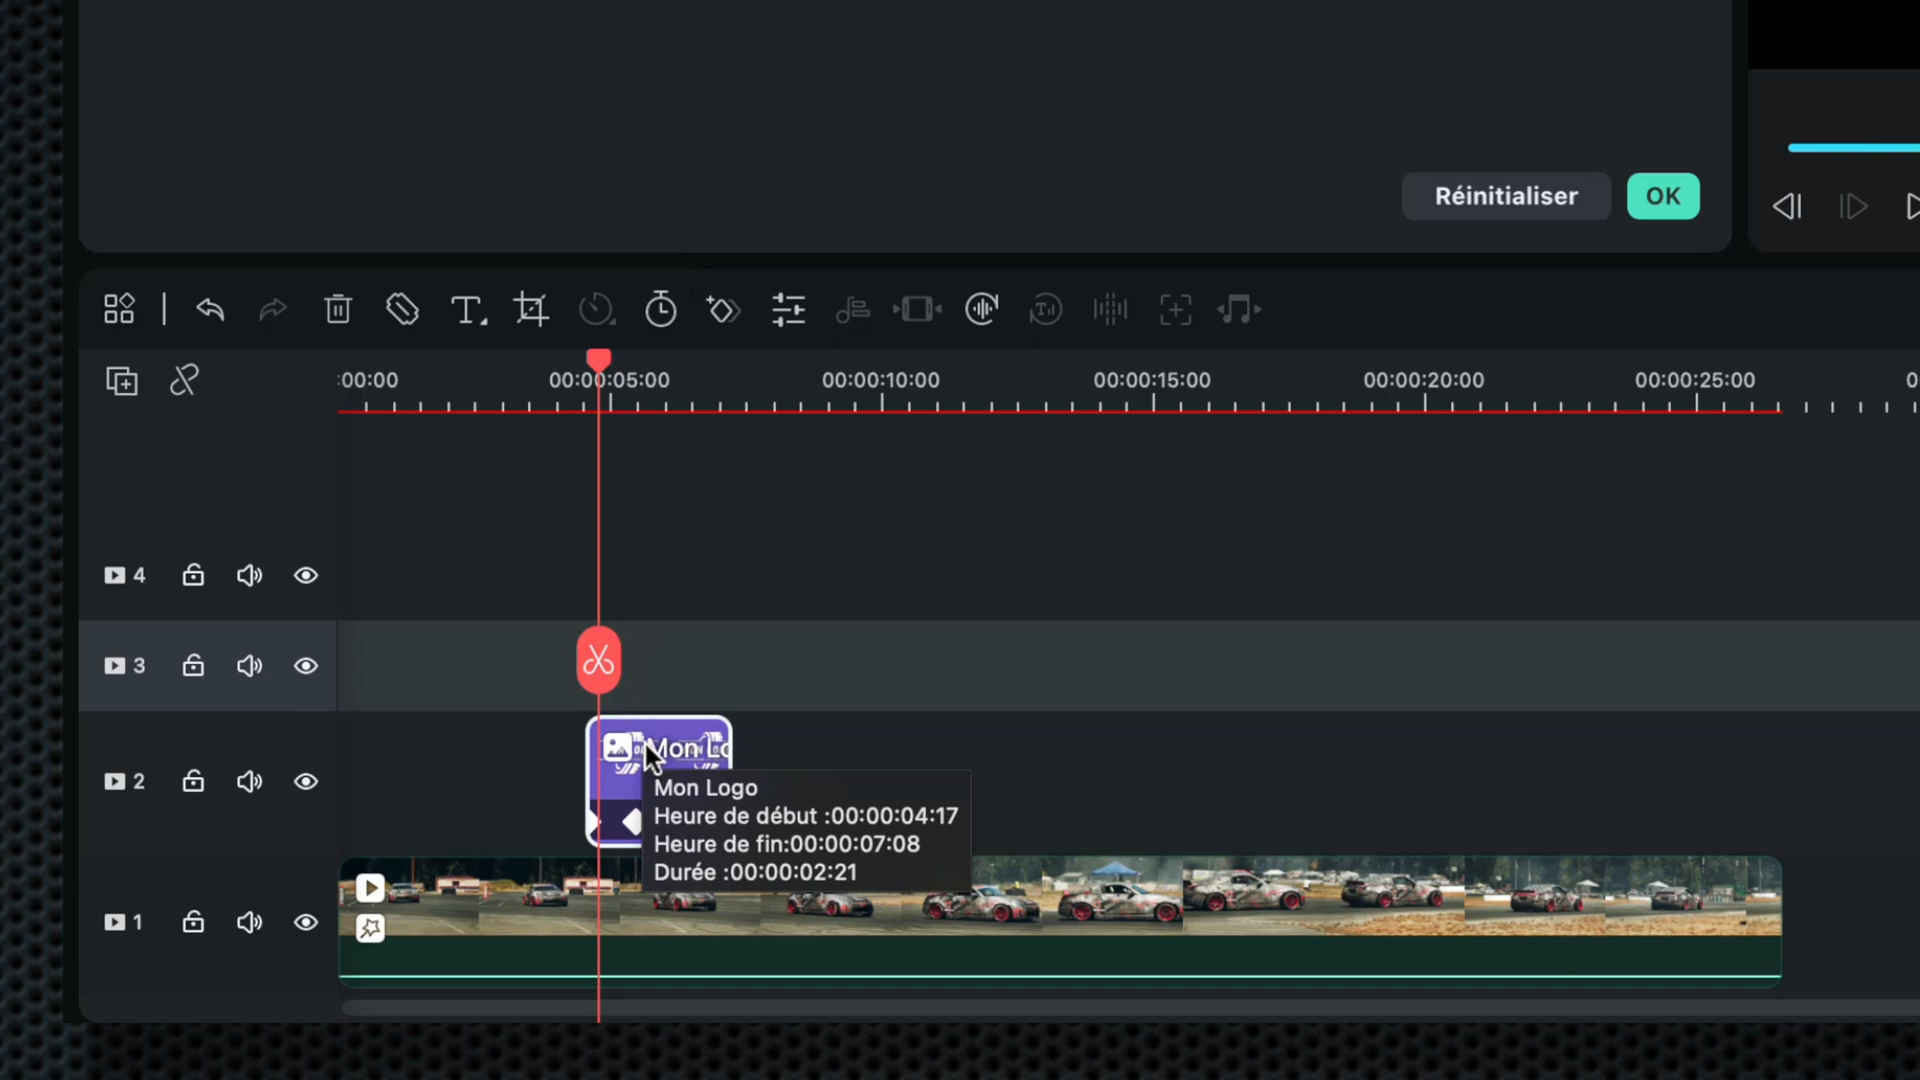 Réinitialiser
OK
:00:00
00:00:05:00
00:00:10:00
00:00:15:00
00:00:20:00
00:00:25:00
0
4
3
2
Mon Lo
Mon Logo
Heure de début :00:00:04:17
Heure de fin:00:00:07:08
Durée :00:00:02:21
1